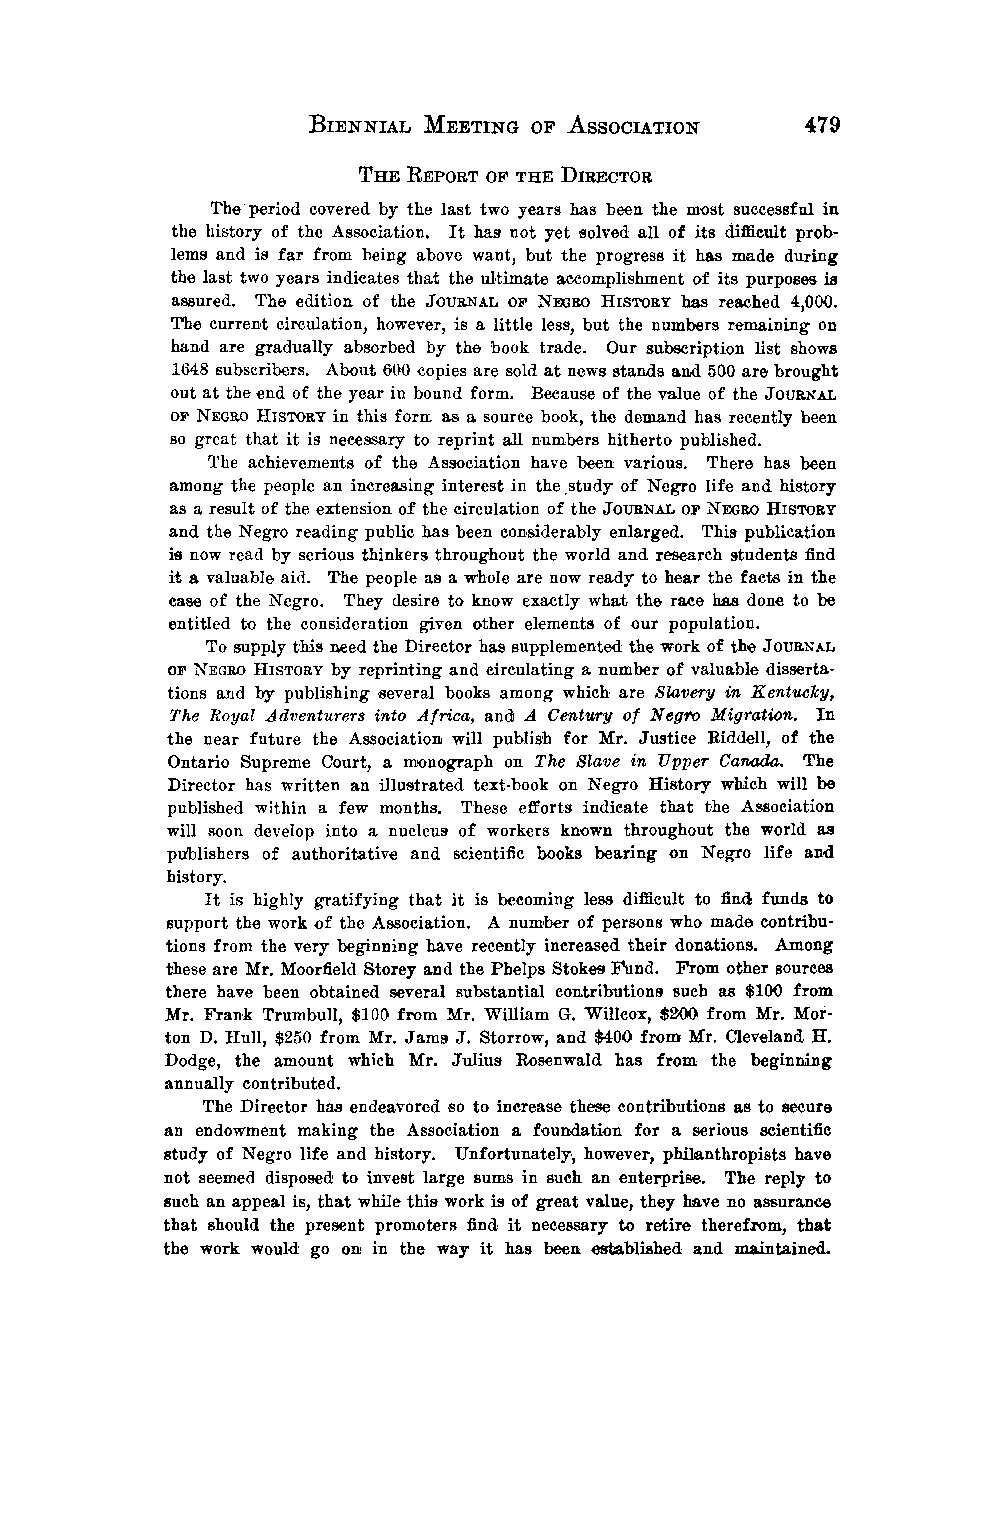 BIENNIAL MEETING OF ASSOCIATION 479
THE REPORT OF THE DIRECTOR
The period covered by the last two years has been the most successful in
the history of the Association. It has not yet solved all of its difficult prob-
lems and is far from being above want, but the progress it has made during
the last two years indicates that the ultimate accomplishment of its purposes is
assured. The edition of the JOURNAL OF NEGRO HISTORY has reached 4,000.
The current circulation, however, is a little less, but the numbers remaining on
hand are gradually absorbed by the book trade. Our subscription list shows
1648 subscribers. About 600 copies are sold at news stands and 500 are brought
out at the end of the year in bound form. Because of the value of the JOURNAL
OF NEGRO HISTORY in this form as a source book, the demand has recently been
so great that it is necessary to reprint all numbers hitherto published.
The achievements of the Association have been various. There has been
among the people an increasing interest in the study of Negro life and history
as a result of the extension of the circulation of the JOURNAL OF NEGRO HISTORY
and the Negro reading public has been considerably enlarged. This publication
is now read by serious thinkers throughout the world and research students find
it a valuable aid. The people as a whole are now ready to hear the facts in the
case of the Negro. They desire to know exactly what the race has done to be
entitled to the consideration given other elements of our population.
To supply this need the Director has supplemented the work of the JOURNAL
OF NEGRO HISTORY by reprinting and circulating a number of valuable disserta-
tions and by publishing several books among which are Slavery in Kentucky,
The Royal Adventurers into Africa, and A Century of Negro Migration. In
the near future the Association will publish for Mr. Justice Riddell, of the
Ontario Supreme Court, a monograph on The Slave in Upper Canada. The
Director has written an illustrated text-book on Negro History which will be
published within a few months. These efforts indicate that the Association
will soon develop into a nucleus of workers known throughout the world as
publishers of authoritative and scientific books bearing on Negro life and
history.
It is highly gratifying that it is becoming less difficult to find funds to
support the work of the Association. A number of persons who made contribu-
tions from the very beginning have recently increased their donations. Among
these are Mr. Moorfield Storey and the Phelps Stokes Fund. From other sources
there have been obtained several substantial contributions such as $100 from
Mr. Frank Trumbull, $100 from Mr. William G. Willcox, $200 from Mr. Mor-
ton D. Hull, $250 from Mr. Jams J. Storrow, and $400 from Mr. Cleveland H.
Dodge, the amount which Mr. Julius Rosenwald has from the beginning
annually contributed.
The Director has endeavored so to increase these contributions as to secure
an endowment making the Association a foundation for a serious scientific
study of Negro life and history. Unfortunately, however, philanthropists have
not seemed disposed to invest large sums in such an enterprise. The reply to
such an appeal is, that while this work is of great value, they have no assurance
that should the present promoters find it necessary to retire therefrom, that
the work would go on in the way it has been established and maintained.